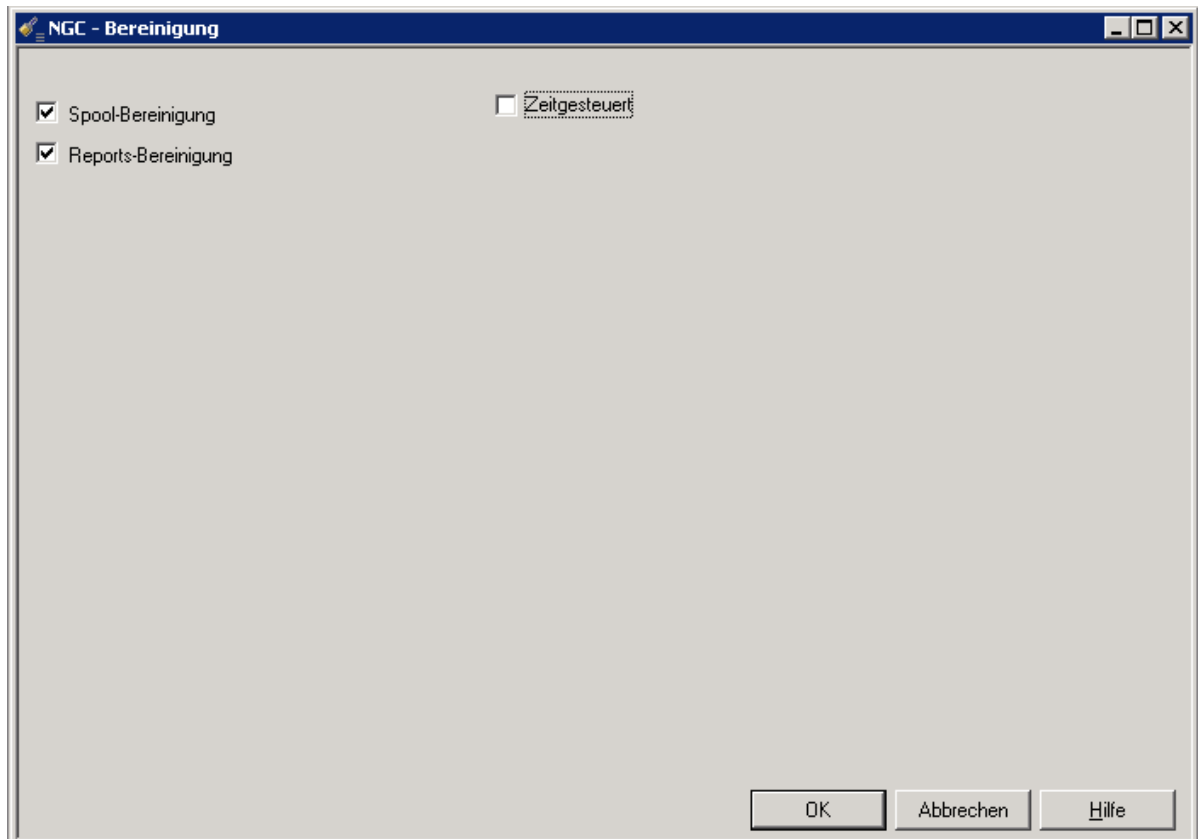 NGC - Bereinigung
Spool-Bereinigung
Zeitgesteuert
Reports-Bereinigung
OK
Abbrechen
Hilfe